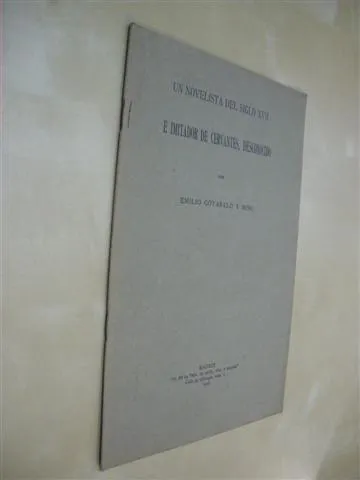 UN NOVELISTA DEL SIGLO XVII
E IMITADOR DE CERVANTES, DESCONOCIDO
POR
EMILIO COTARELO Y MORI
MADRID